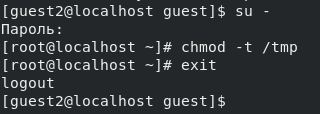 [guest2@localhost guest]$ su -
Пароль:
[root@localhost ~]# chmod -t /tmp
[root@localhost ~]# exit
logout
[guest2@localhost guest]$